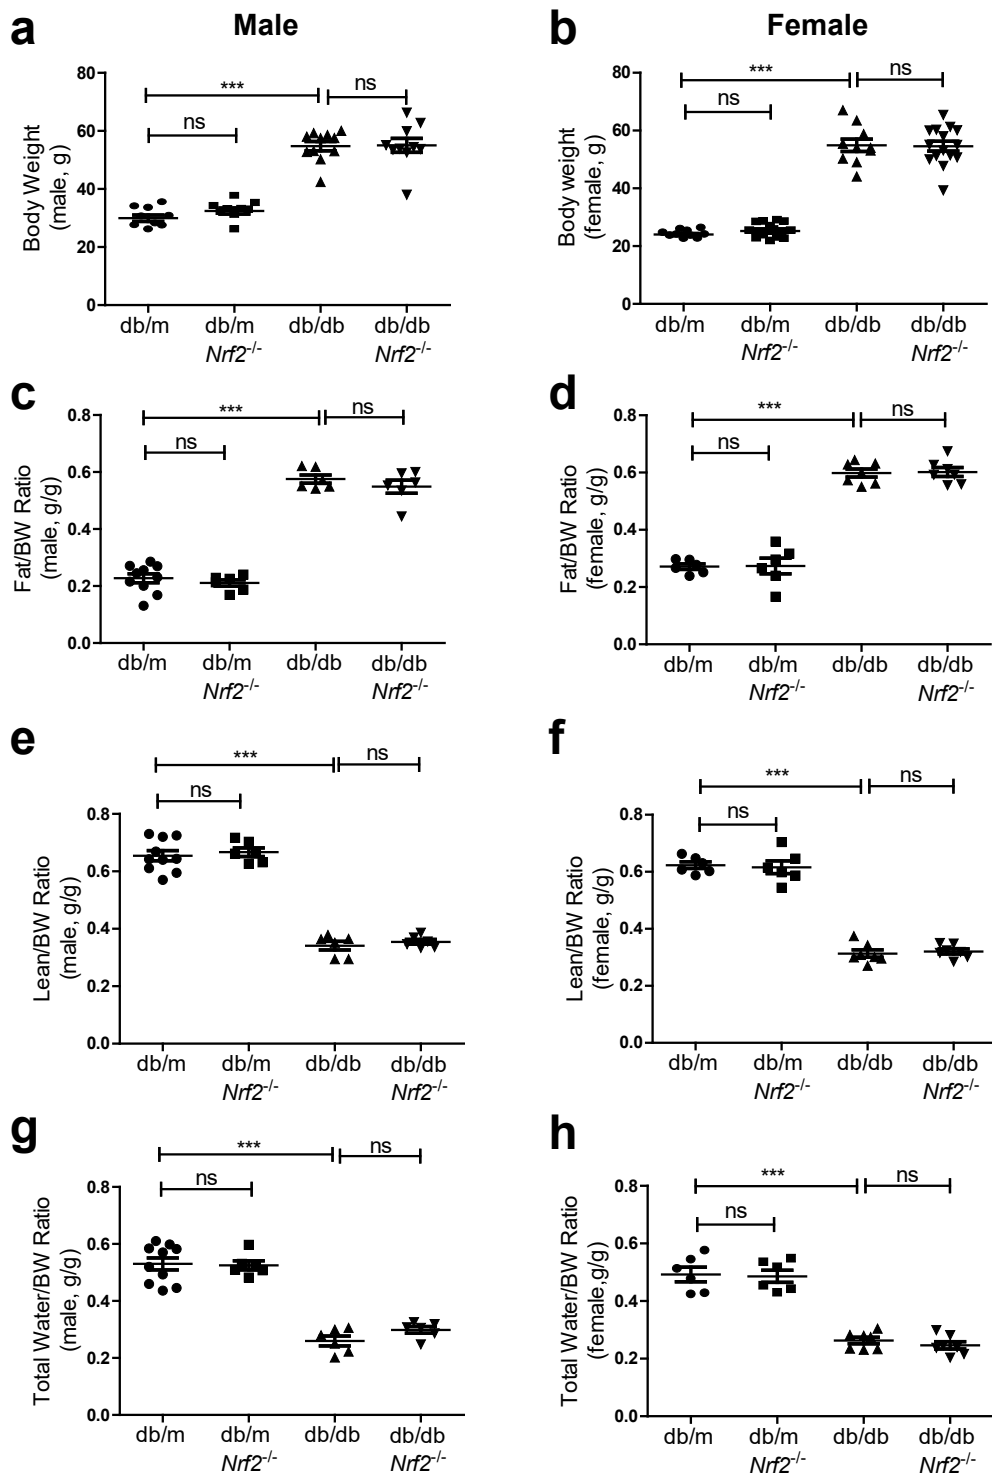 a Male
Body Weight
(male, g)
80
60
40
20
0
***
ns
ns
db/m db/m db/db db/db
Nrf2-/- Nrf2-/-
b Female
Body weight
(female, g)
80
60
40
20
0
***
ns
ns
db/m db/m db/db db/db
Nrf2-/- Nrf2-/-
c
Fat/BW Ratio
(male, g/g)
0.8
0.6
0.4
0.2
0.0
***
ns
ns
db/m db/m db/db db/db
Nrf2-/- Nrf2-/-
d
Fat/BW Ratio
(female, g/g)
0.8
0.6
0.4
0.2
0.0
***
ns
ns
db/m db/m db/db db/db
Nrf2-/- Nrf2-/-
e
Lean/BW Ratio
(male, g/g)
0.8
0.6
0.4
0.2
0.0
***
ns
ns
db/m db/m db/db db/db
Nrf2-/- Nrf2-/-
f
Lean/BW Ratio
(female, g/g)
0.8
0.6
0.4
0.2
0.0
***
ns
ns
db/m db/m db/db db/db
Nrf2-/- Nrf2-/-
g
Total Water/BW Ratio
(male, g/g)
0.8
0.6
0.4
0.2
0.0
***
ns
ns
db/m db/m db/db db/db
Nrf2-/- Nrf2-/-
h
Total Water/BW Ratio
(female,g/g)
0.8
0.6
0.4
0.2
0.0
***
ns
ns
db/m db/m db/db db/db
Nrf2-/- Nrf2-/-